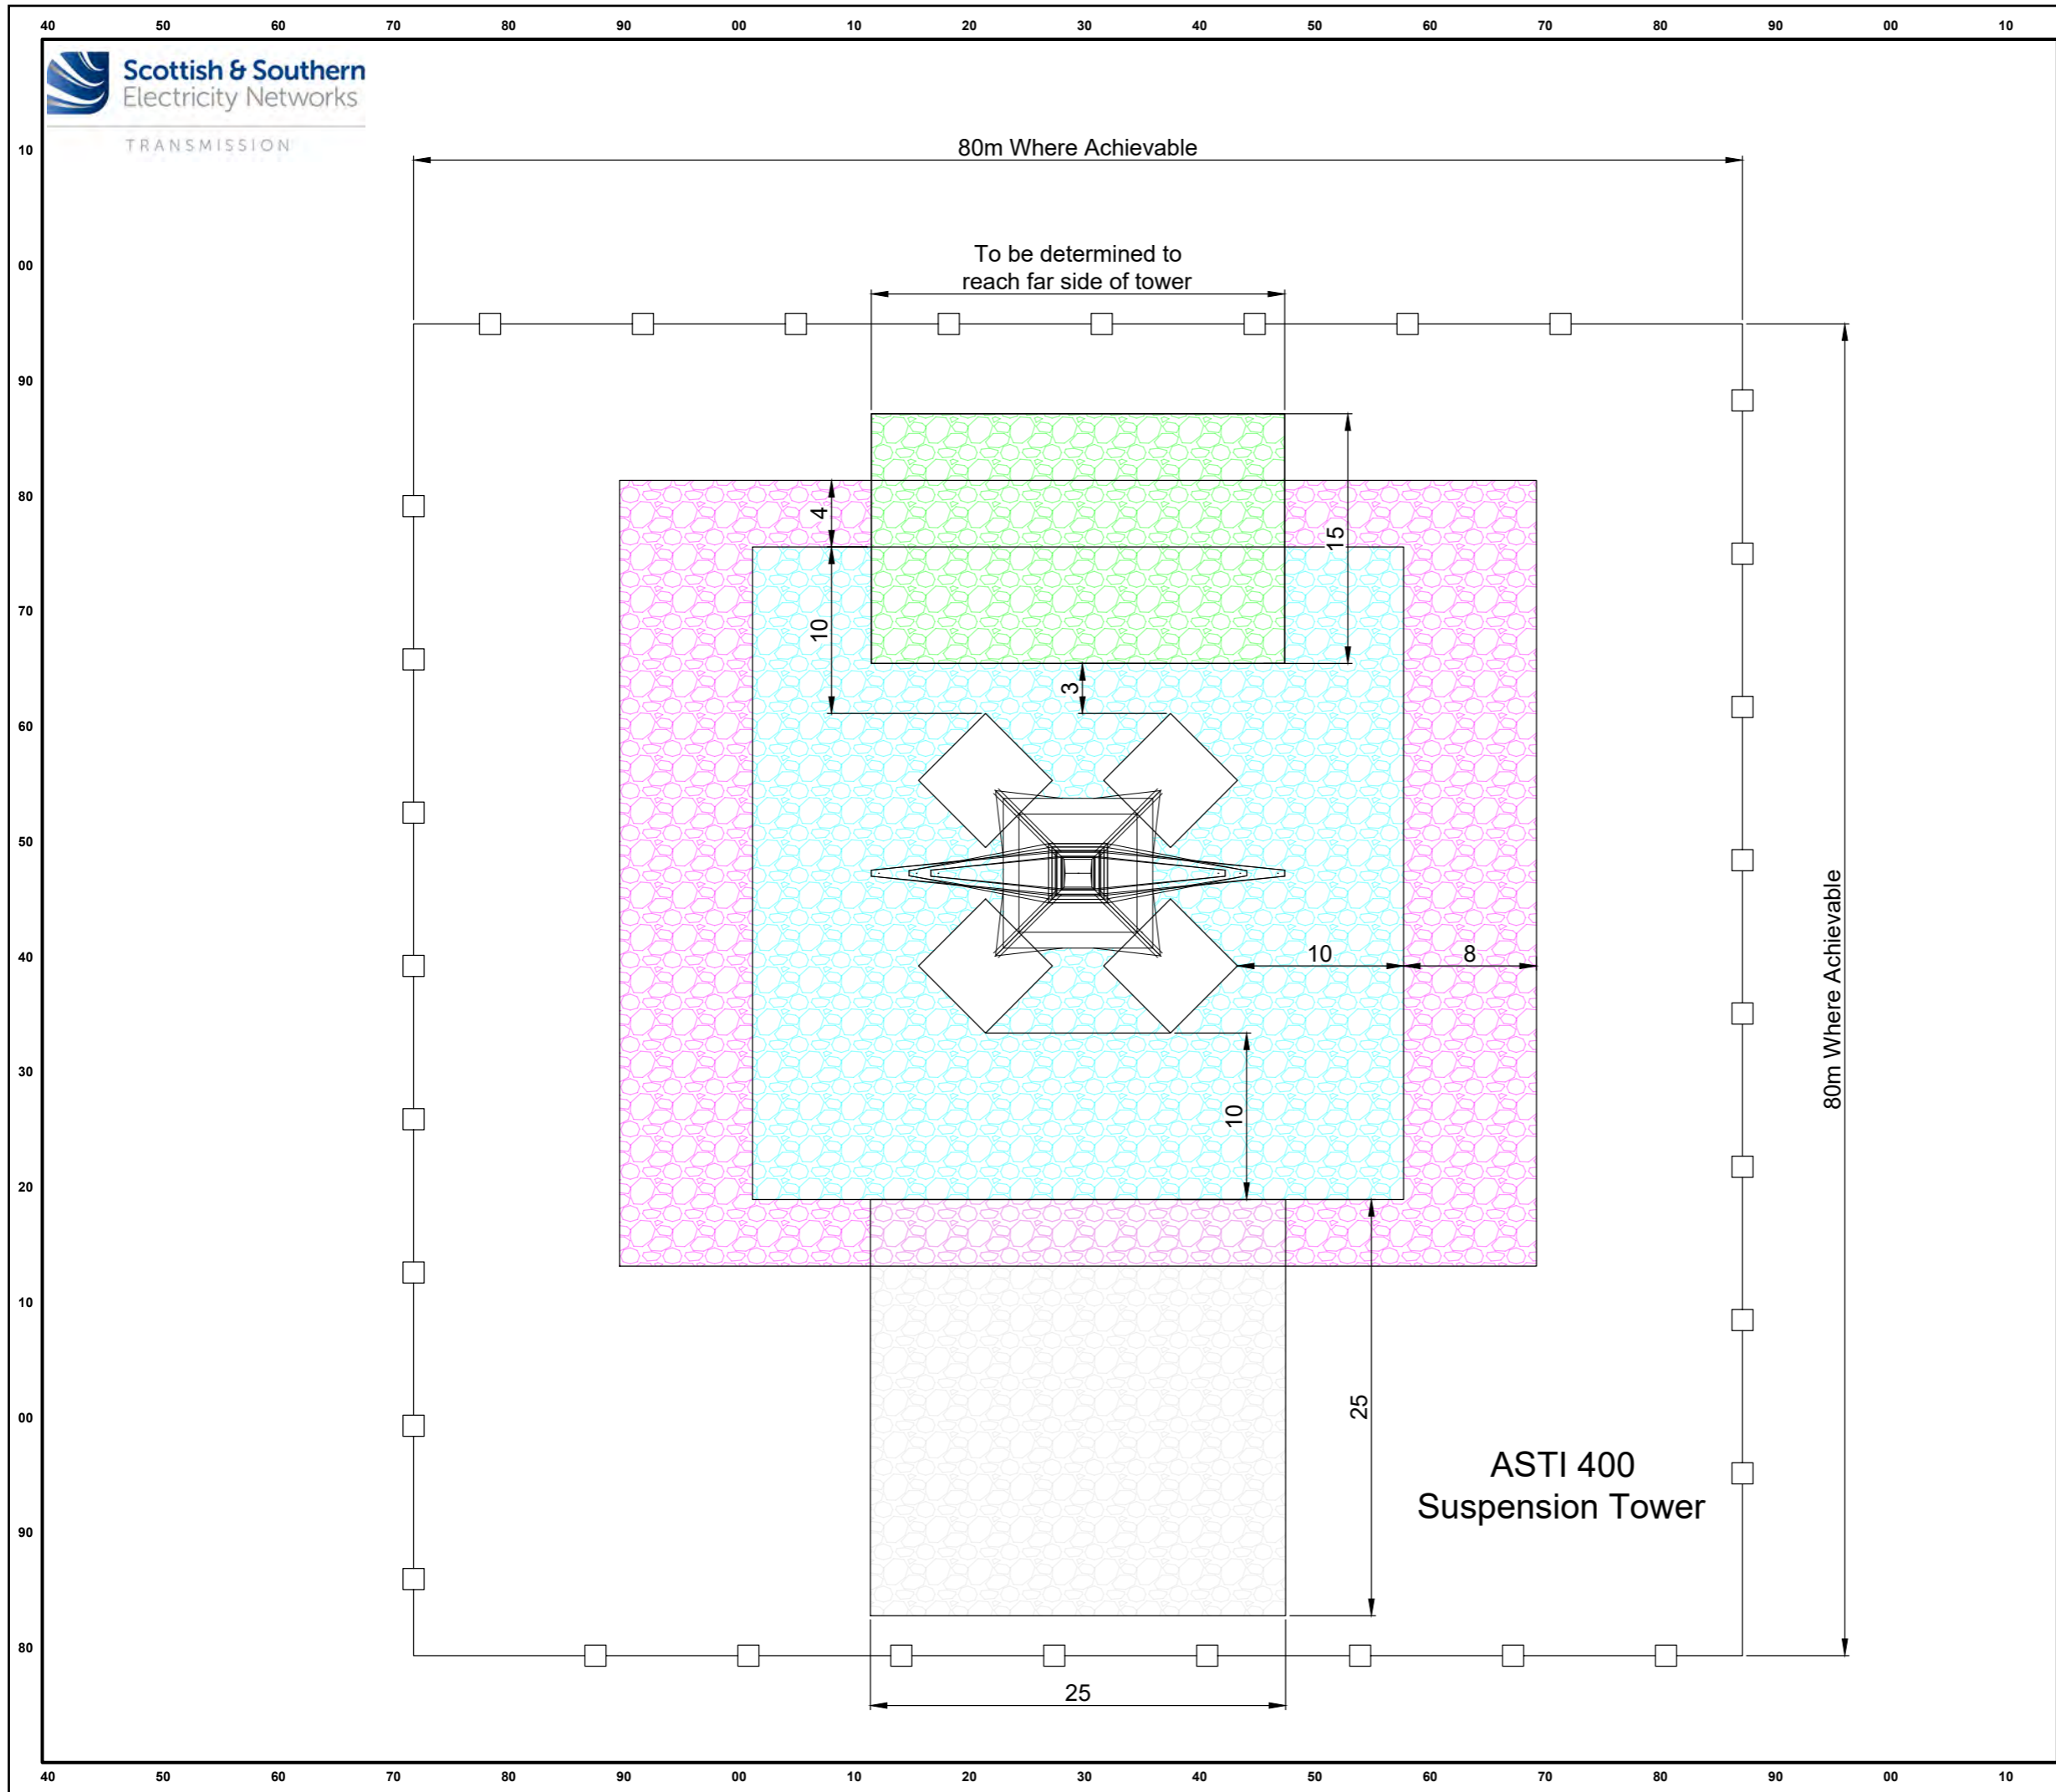 40 50 60 70 80 90 00 10 20 30 40 50 60 70 80 90 00 10
Scottish & Southern
Electricity Networks
TRANSMISSION
80m Where Achievable
To be determined to
reach far side of tower
10
00
90
80
70
60
50
40
30
20
10
00
90
80
4
15
10
3
10
8
10
80m Where Achievable
25
ASTI 400
Suspension Tower
25
40 50 60 70 80 90 00 10 20 30 40 50 60 70 80 90 00 10